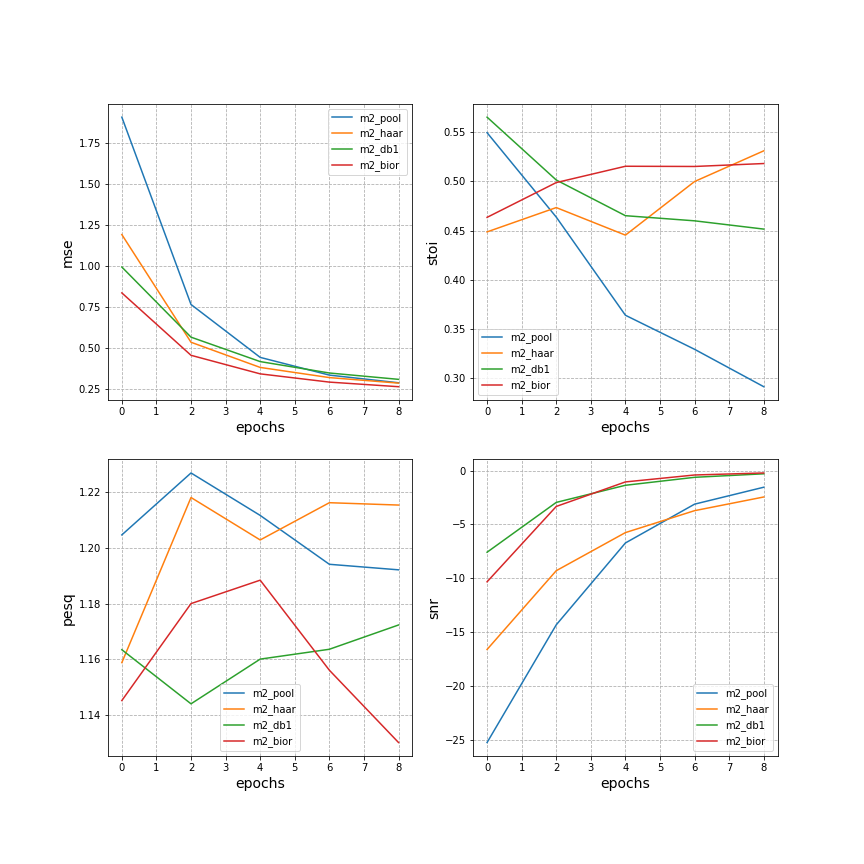 mse
1.75
1.50
1.25
1.00
0.75
0.50
0.25
m2_pool
m2_haar
m2_db1
m2_bior
0 1 2 3 4 5 6 7 8
epochs
stoi
0.55
0.50
0.45
0.40
0.35
0.30
m2_pool
m2_haar
m2_db1
m2_bior
0 1 2 3 4 5 6 7 8
epochs
pesq
1.22
1.20
1.18
1.16
1.14
m2_pool
m2_haar
m2_db1
m2_bior
0 1 2 3 4 5 6 7 8
epochs
snr
0
−5
−10
−15
−20
−25
m2_pool
m2_haar
m2_db1
m2_bior
0 1 2 3 4 5 6 7 8
epochs